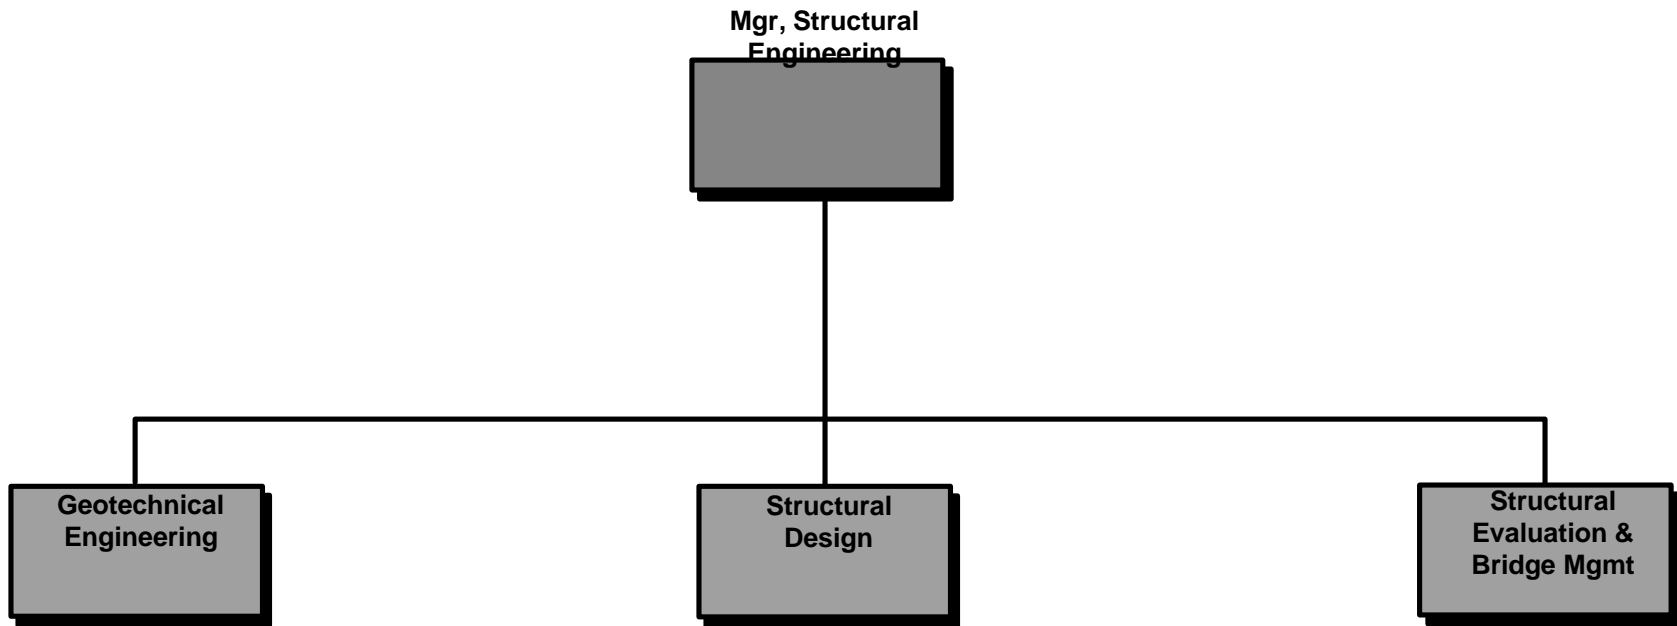 Mgr, Structural
Engineering
Geotechnical
Engineering
Structural
Design
Structural
Evaluation &
Bridge Mgmt